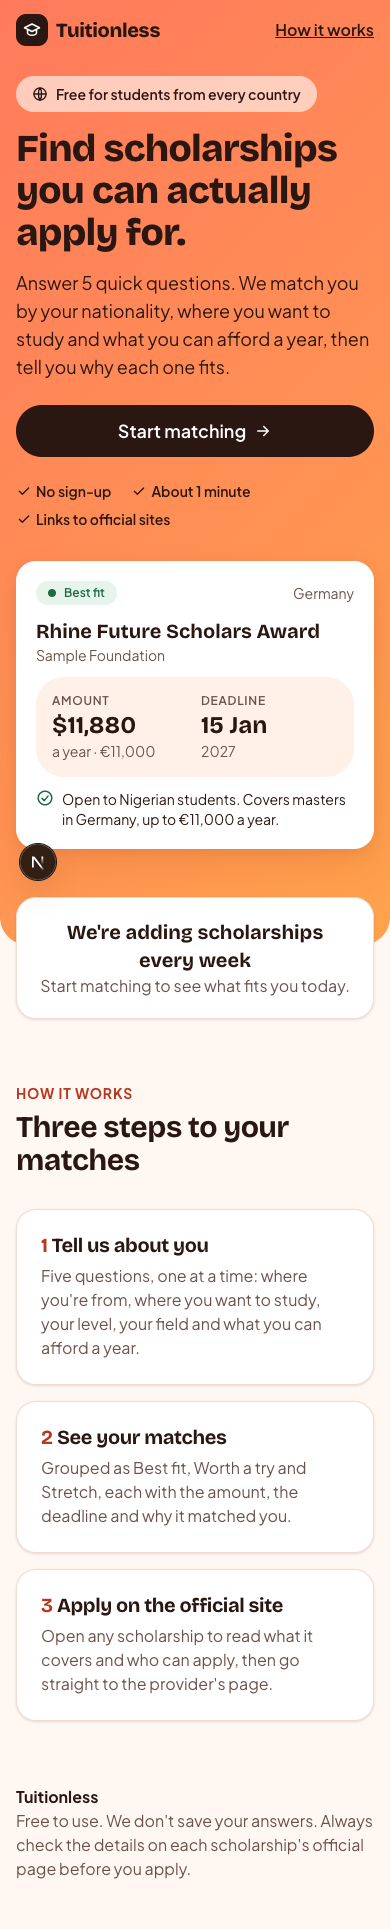 Tuitionless
How it works
Free for students from every country
Find scholarships
you can actually
apply for.
Answer 5 quick questions. We match you
by your nationality, where you want to
study and what you can afford a year, then
tell you why each one fits.
Start matching →
No sign-up
About 1 minute
Links to official sites
Best fit
Germany
Rhine Future Scholars Award
Sample Foundation
AMOUNT
$11,880
a year · €11,000
DEADLINE
15 Jan
2027
Open to Nigerian students. Covers masters
in Germany, up to €11,000 a year.
N
We're adding scholarships
every week
Start matching to see what fits you today.
HOW IT WORKS
Three steps to your
matches
1 Tell us about you
Five questions, one at a time: where
you're from, where you want to study,
your level, your field and what you can
afford a year.
2 See your matches
Grouped as Best fit, Worth a try and
Stretch, each with the amount, the
deadline and why it matched you.
3 Apply on the official site
Open any scholarship to read what it
covers and who can apply, then go
straight to the provider's page.
Tuitionless
Free to use. We don't save your answers. Always
check the details on each scholarship's official
page before you apply.